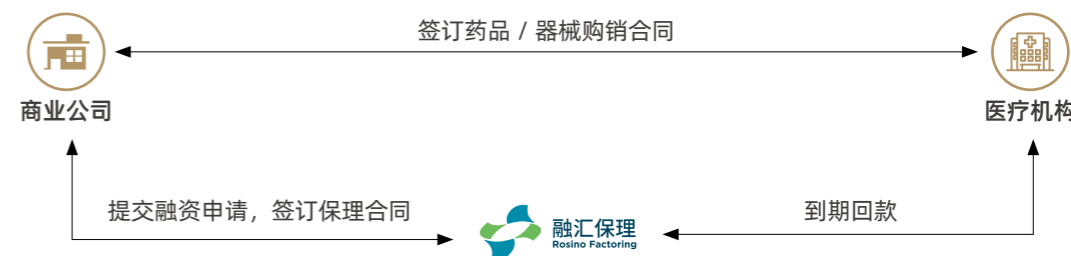 签订药品 / 器械购销合同
商业公司
医疗机构
提交融资申请，签订保理合同
融汇保理
Rosino Factoring
到期回款